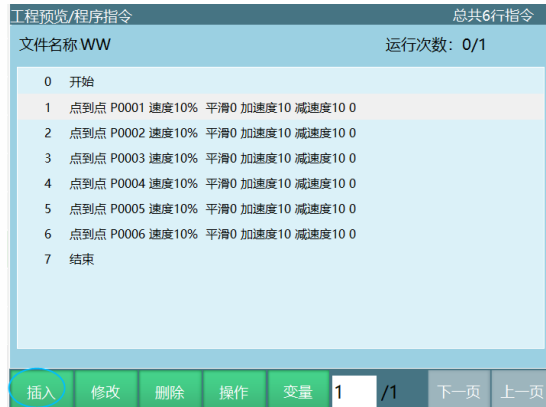 工程预览/程序指令 总共6行指令
文件名称 WW 运行次数：0/1
0 开始
1 点到点 P0001 速度10% 平滑0 加速度10 减速度10 0
2 点到点 P0002 速度10% 平滑0 加速度10 减速度10 0
3 点到点 P0003 速度10% 平滑0 加速度10 减速度10 0
4 点到点 P0004 速度10% 平滑0 加速度10 减速度10 0
5 点到点 P0005 速度10% 平滑0 加速度10 减速度10 0
6 点到点 P0006 速度10% 平滑0 加速度10 减速度10 0
7 结束
插入 修改 删除 操作 变量 1 /1 下一页 上一页